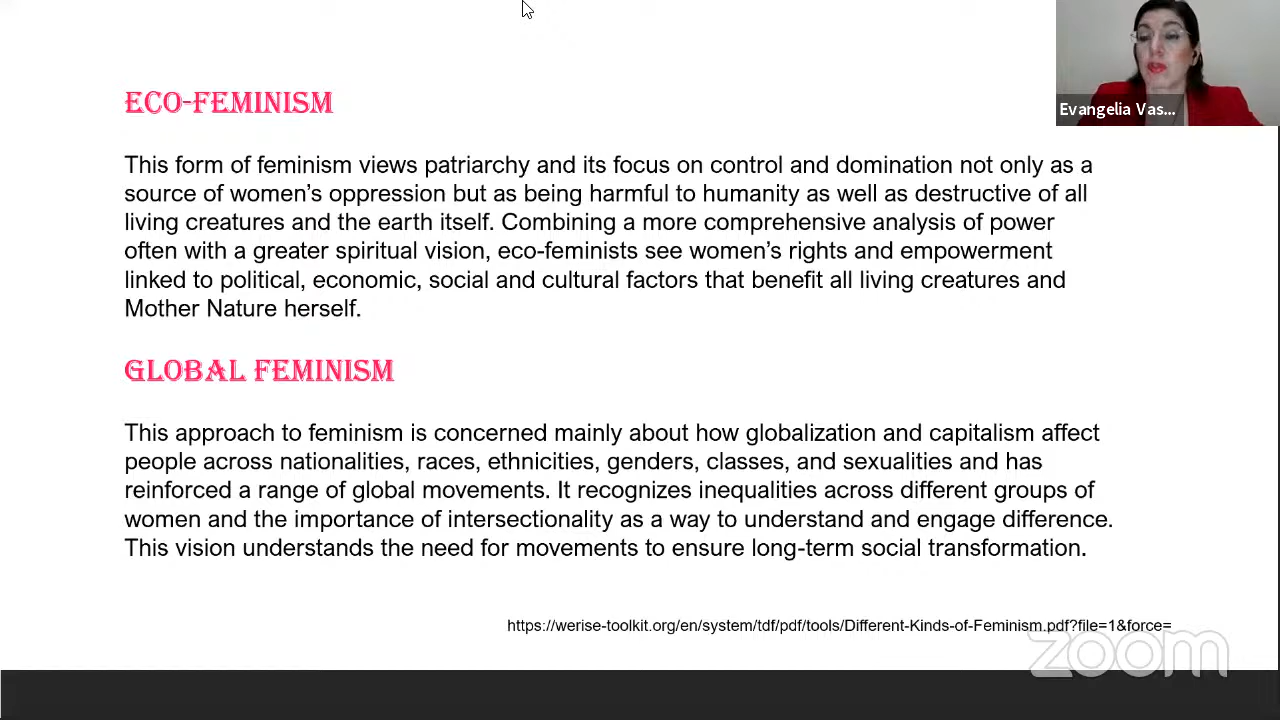 Evangelia Vas...
ECO-FEMINISM
This form of feminism views patriarchy and its focus on control and domination not only as a
source of women's oppression but as being harmful to humanity as well as destructive of all
living creatures and the earth itself. Combining a more comprehensive analysis of power
often with a greater spiritual vision, eco-feminists see women's rights and empowerment
linked to political, economic, social and cultural factors that benefit all living creatures and
Mother Nature herself.
GLOBAL FEMINISM
This approach to feminism is concerned mainly about how globalization and capitalism affect
people across nationalities, races, ethnicities, genders, classes, and sexualities and has
reinforced a range of global movements. It recognizes inequalities across different groups of
women and the importance of intersectionality as a way to understand and engage difference.
This vision understands the need for movements to ensure long-term social transformation.
https://werise-toolkit.org/en/system/tdf/pdf/tools/Different-Kinds-of-Feminism.pdf?file=1&force=
zoom